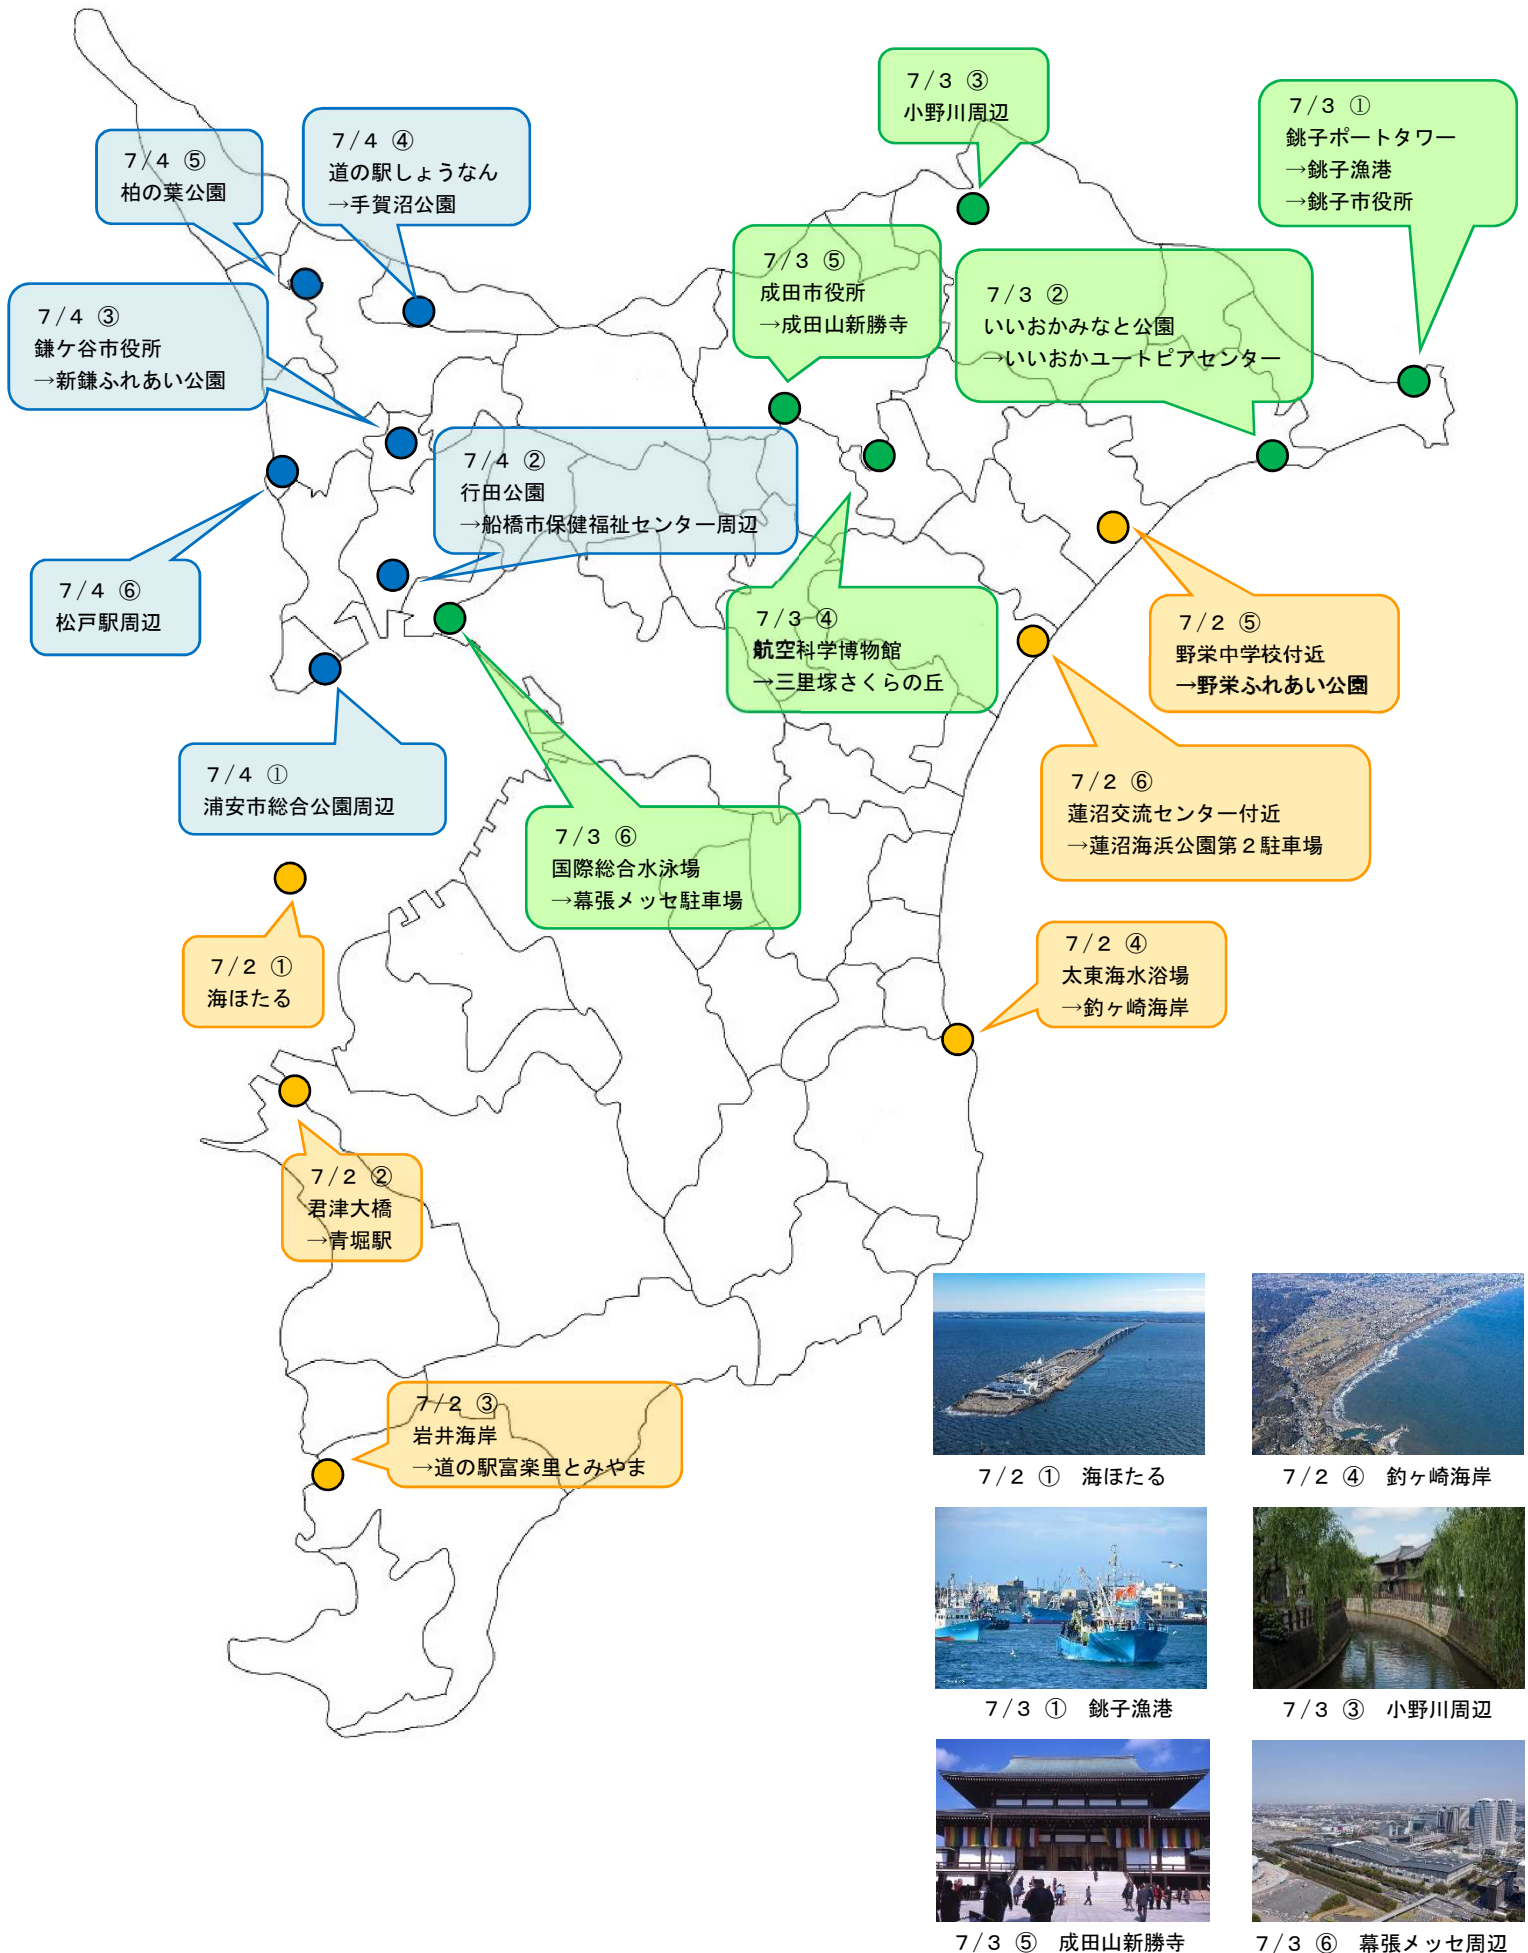 7/3 ③
小野川周辺
7/3 ①
銚子ポートタワー
→銚子漁港
→銚子市役所
7/4 ④
道の駅しょうなん
→手賀沼公園
7/4 ⑤
柏の葉公園
7/3 ⑤
成田市役所
→成田山新勝寺
7/3 ②
いいおかみなと公園
→いいおかユートピアセンター
7/4 ③
鎌ケ谷市役所
→新鎌ふれあい公園
7/4 ②
行田公園
→船橋市保健福祉センター周辺
7/4 ⑥
松戸駅周辺
7/3 ④
航空科学博物館
→三里塚さくらの丘
7/2 ⑤
野栄中学校付近
→野栄ふれあい公園
7/4 ①
浦安市総合公園周辺
7/2 ⑥
蓮沼交流センター付近
→蓮沼海浜公園第2駐車場
7/3 ⑥
国際総合水泳場
→幕張メッセ駐車場
7/2 ①
海ほたる
7/2 ④
太東海水浴場
→釣ヶ崎海岸
7/2 ②
君津大橋
→青堀駅
7/2 ③
岩井海岸
→道の駅富楽里とみやま
7/2 ① 海ほたる
7/2 ④ 釣ヶ崎海岸
7/3 ① 銚子漁港
7/3 ③ 小野川周辺
7/3 ⑤ 成田山新勝寺
7/3 ⑥ 幕張メッセ周辺